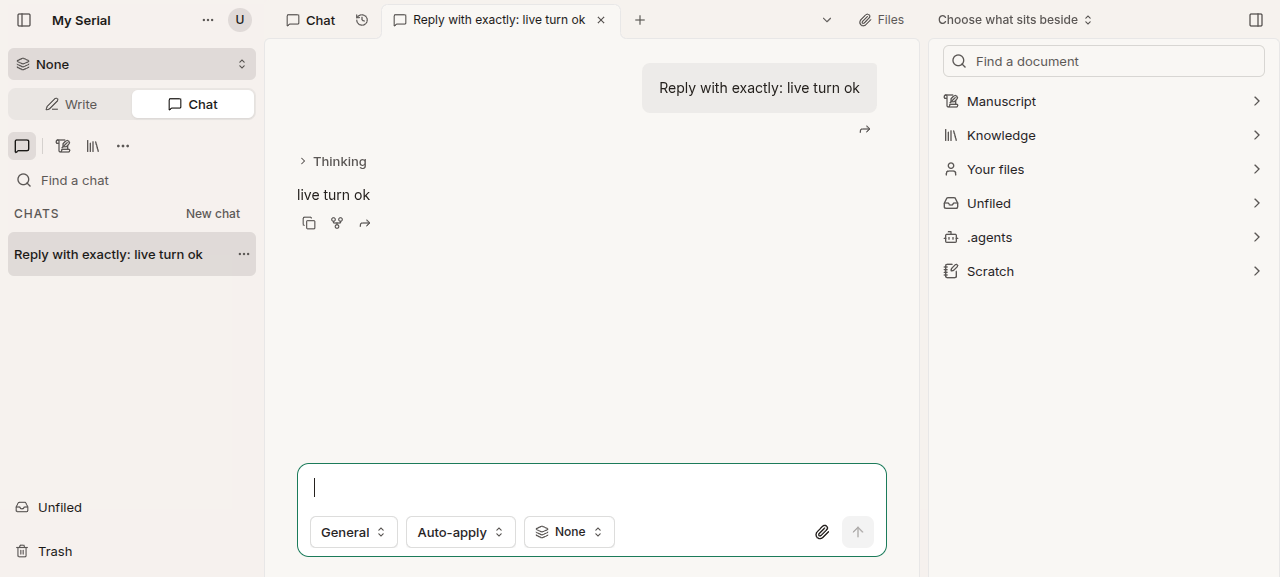 My Serial
U
None
Write
Chat
Find a chat
CHATS
New chat
Reply with exactly: live turn ok
Unfiled
Trash
Chat
Reply with exactly: live turn ok
Files
Reply with exactly: live turn ok
Thinking
live turn ok
General
Auto-apply
None
Choose what sits beside
Find a document
Manuscript
Knowledge
Your files
Unfiled
.agents
Scratch